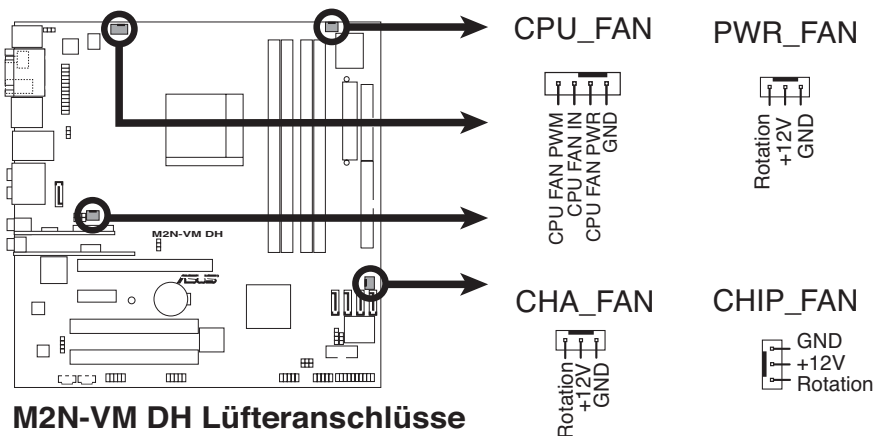 CPU_FAN
PWR_FAN
CPU FAN PWM
CPU FAN IN
CPU FAN PWR
GND
Rotation
+12V
GND
M2N-VM DH
ASUS
CHA_FAN
CHIP_FAN
Rotation
+12V
GND
GND
+12V
Rotation
M2N-VM DH Lüfteranschlüsse